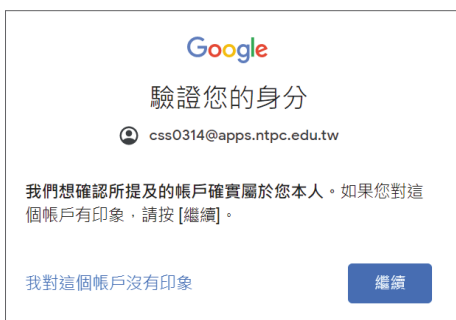 Google
驗證您的身分
css0314@apps.ntpc.edu.tw
我們想確認所提及的帳戶確實屬於您本人。如果您對這
個帳戶有印象，請按 [繼續]。
我對這個帳戶沒有印象
繼續